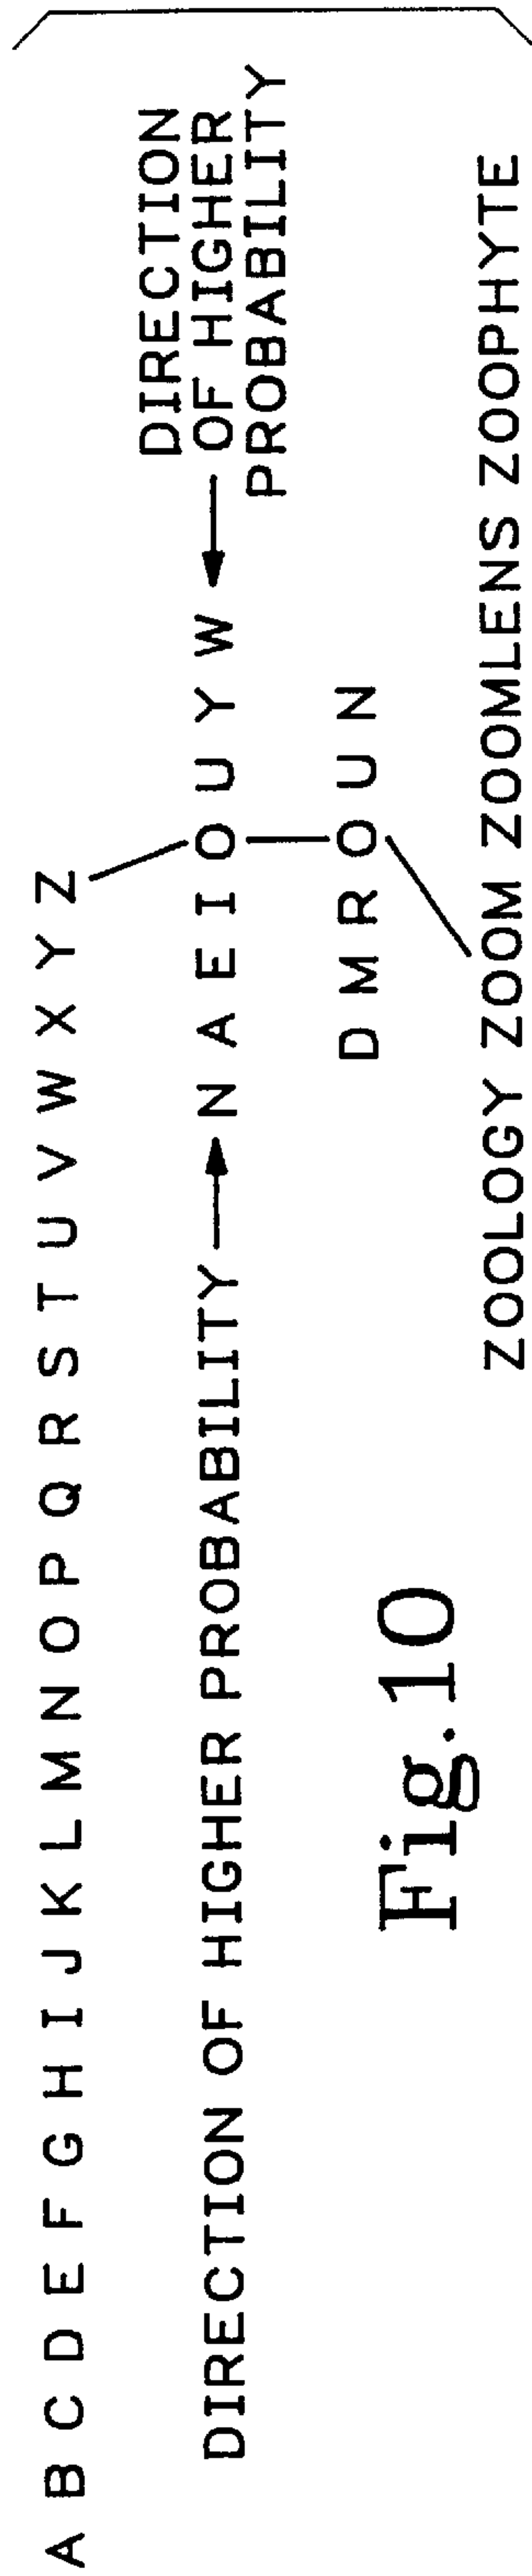 A B C D E F G H I J K L M N O P Q R S T U V W X Y Z
DIRECTION OF HIGHER PROBABILITY → N A E I O U Y W ← DIRECTION
OF HIGHER
PROBABILITY
D M R O U N
ZOOLOGY ZOOM ZOOMLENS ZOOPHYTE
Fig.10